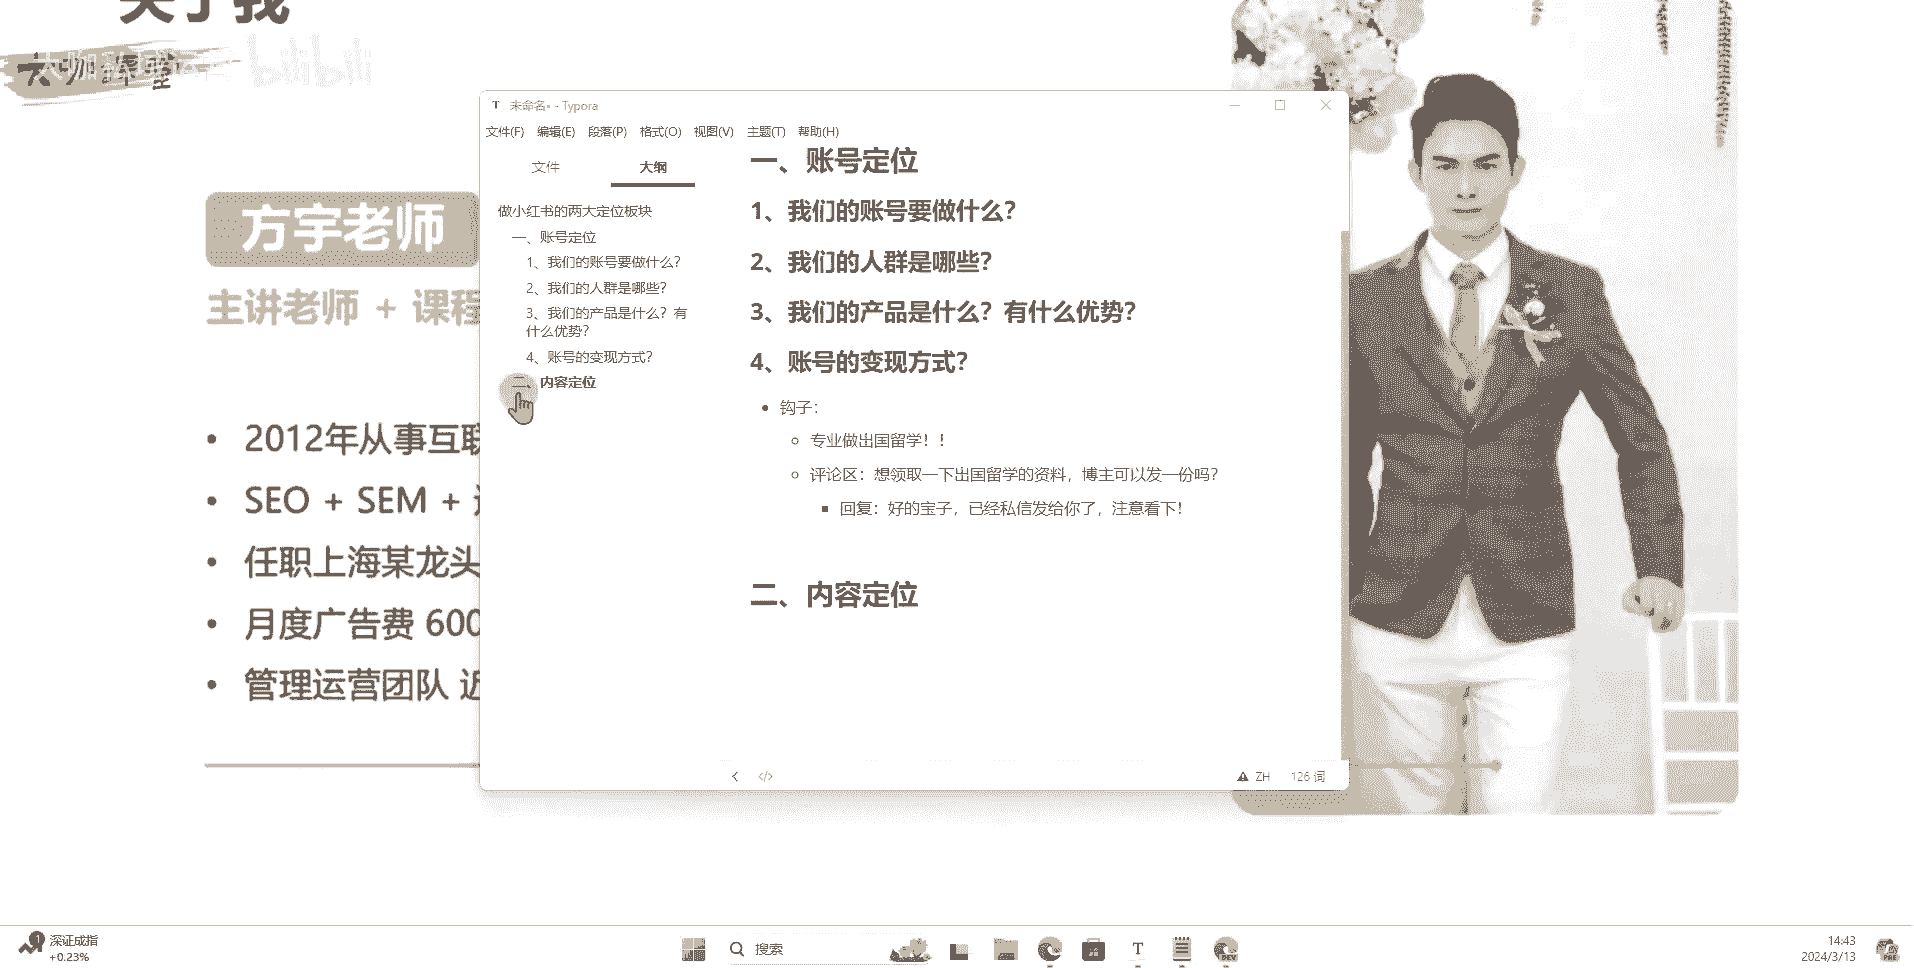 关于我
大咖课堂
bilibili
未命名• - Typora
文件(F) 编辑(E) 段落(P) 格式(O) 视图(V) 主题(T) 帮助(H)
文件 大纲
做小红书的两大定位板块
一、账号定位
1、我们的账号要做什么？
2、我们的人群是哪些？
3、我们的产品是什么？有
什么优势？
4、账号的变现方式？
二、内容定位
一、账号定位
1、我们的账号要做什么？
2、我们的人群是哪些？
3、我们的产品是什么？有什么优势？
4、账号的变现方式？
• 钩子：
专业做出国留学！！
评论区：想领取一下出国留学的资料，博主可以发一份吗？
回复：好的宝子，已经私信发给你了，注意看下！
二、内容定位
ZH 126 词
方宇老师
主讲老师 + 课程
• 2012年从事互联
• SEO + SEM +
• 任职上海某龙头
• 月度广告费 600
• 管理运营团队 近
1
深证成指
+0.23%
搜索
T
DEV
14:43
2024/3/13
PRE